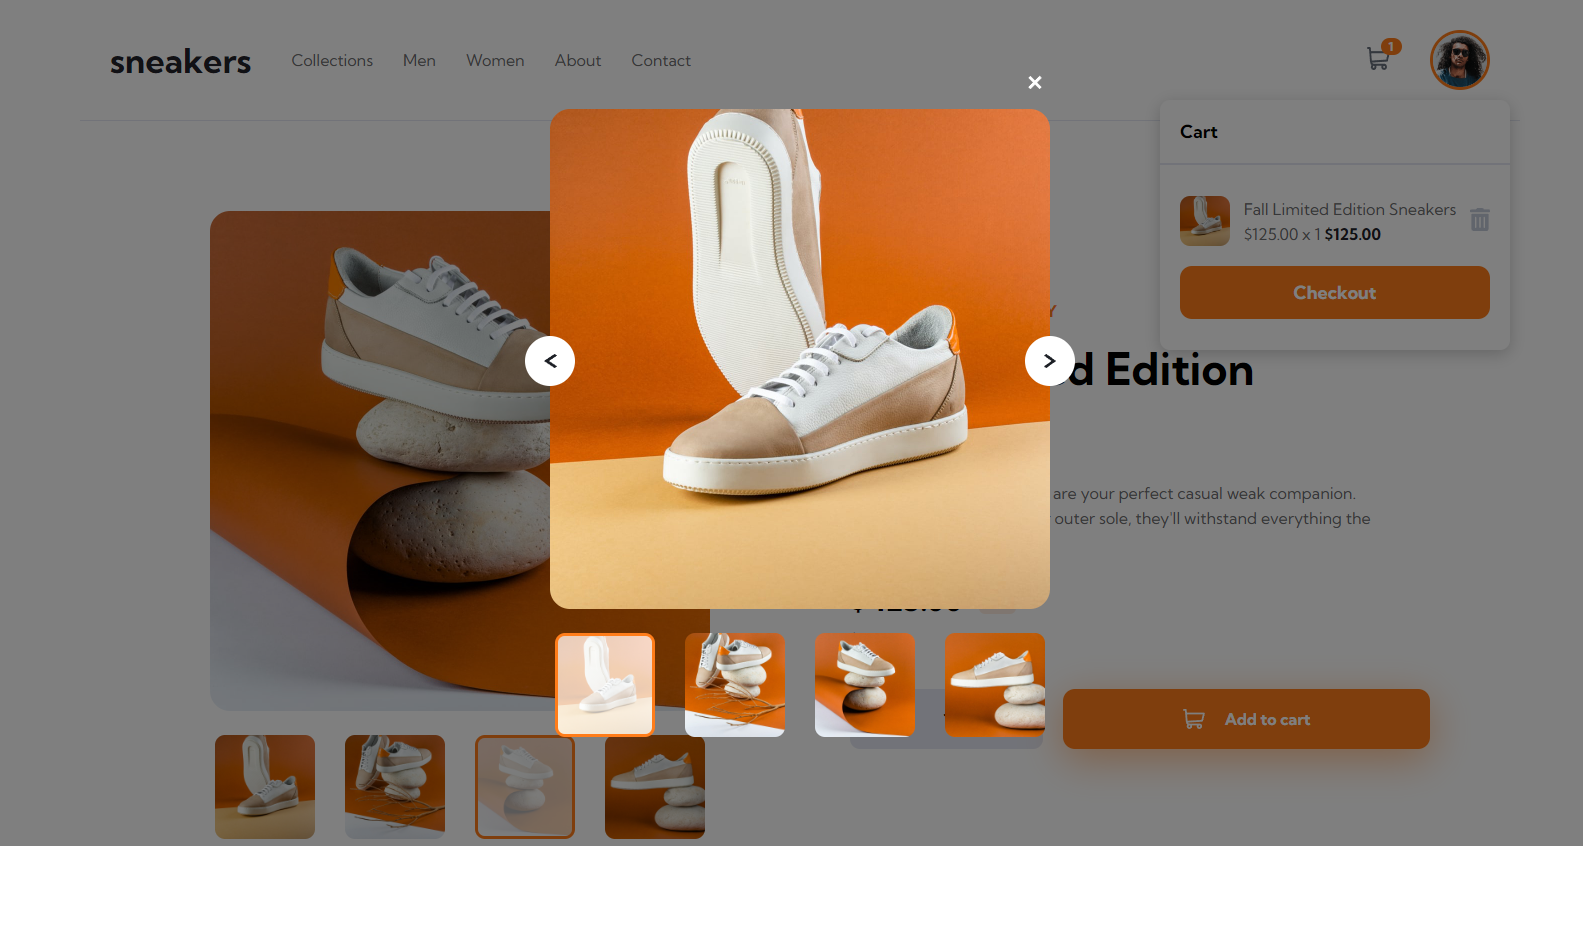 sneakers
Collections
Men
Women
About
Contact
1
Cart
Fall Limited Edition Sneakers
$125.00 x 1 $125.00
Checkout
Edition
are your perfect casual weak companion.
outer sole, they'll withstand everything the
Add to cart